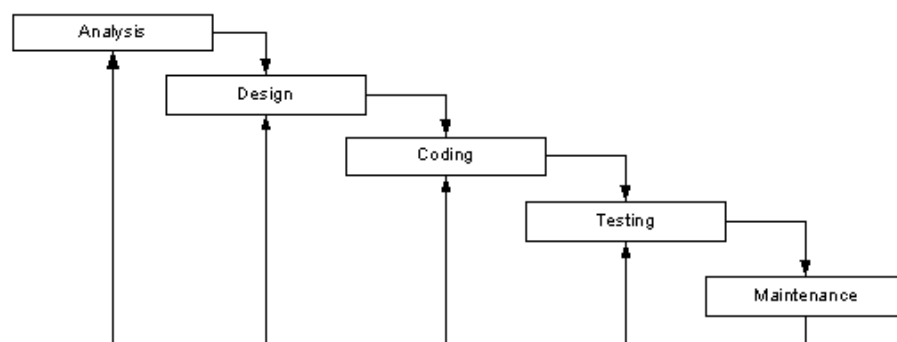 Analysis
Design
Coding
Testing
Maintenance